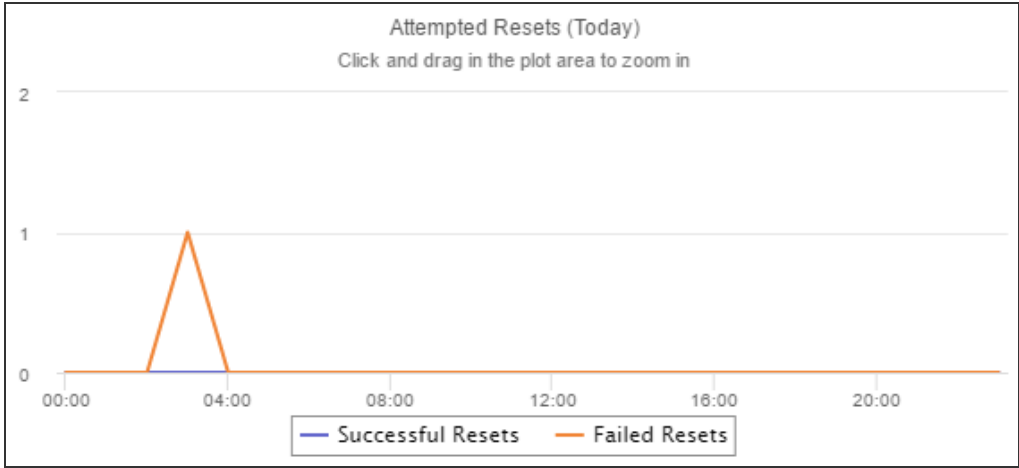 Attempted Resets (Today)
Click and drag in the plot area to zoom in
2
1
0
00:00 04:00 08:00 12:00 16:00 20:00
Successful Resets Failed Resets